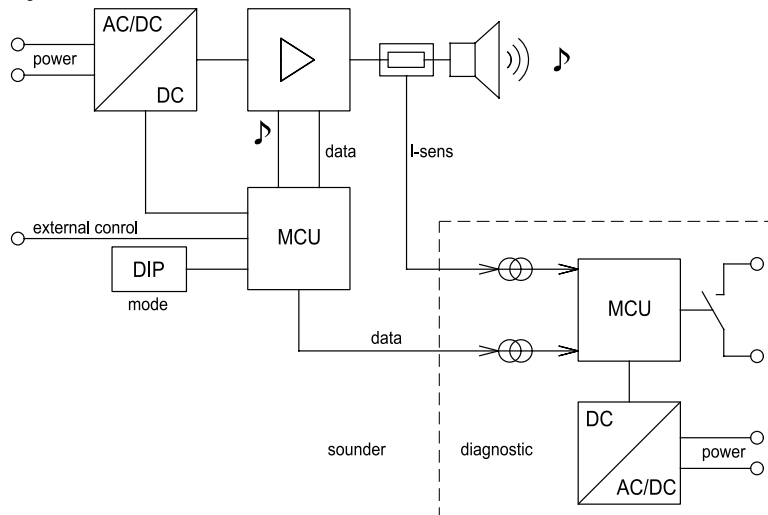 AC/DC
DC
power
data
I-sens
external conrol
MCU
DIP
mode
MCU
data
DC
AC/DC
power
sounder
diagnostic